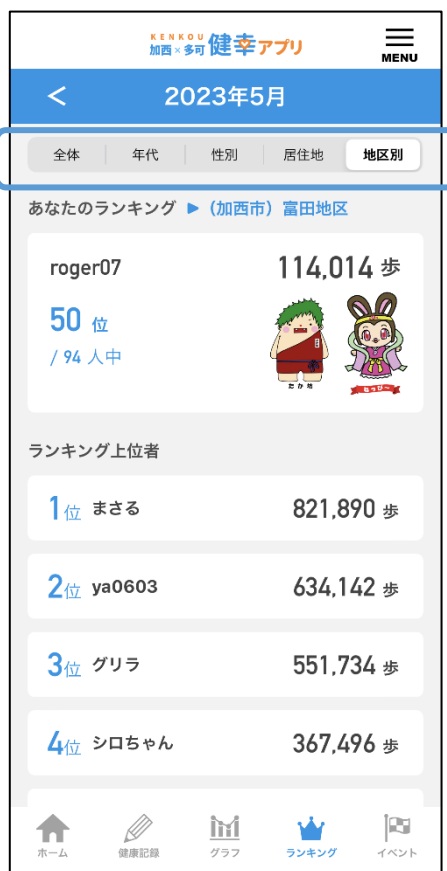 KENKOU
加西×多可 健幸アプリ
MENU
< 2023年5月
全体 年代 性別 居住地 地区別
あなたのランキング ▶ (加西市) 富田地区
roger07 114,014 歩
50 位
/ 94 人中
たか坊 ねっぴ〜
ランキング上位者
1位 まさる 821,890 歩
2位 ya0603 634,142 歩
3位 グリラ 551,734 歩
4位 シロちゃん 367,496 歩
ホーム 健康記録 グラフ ランキング イベント